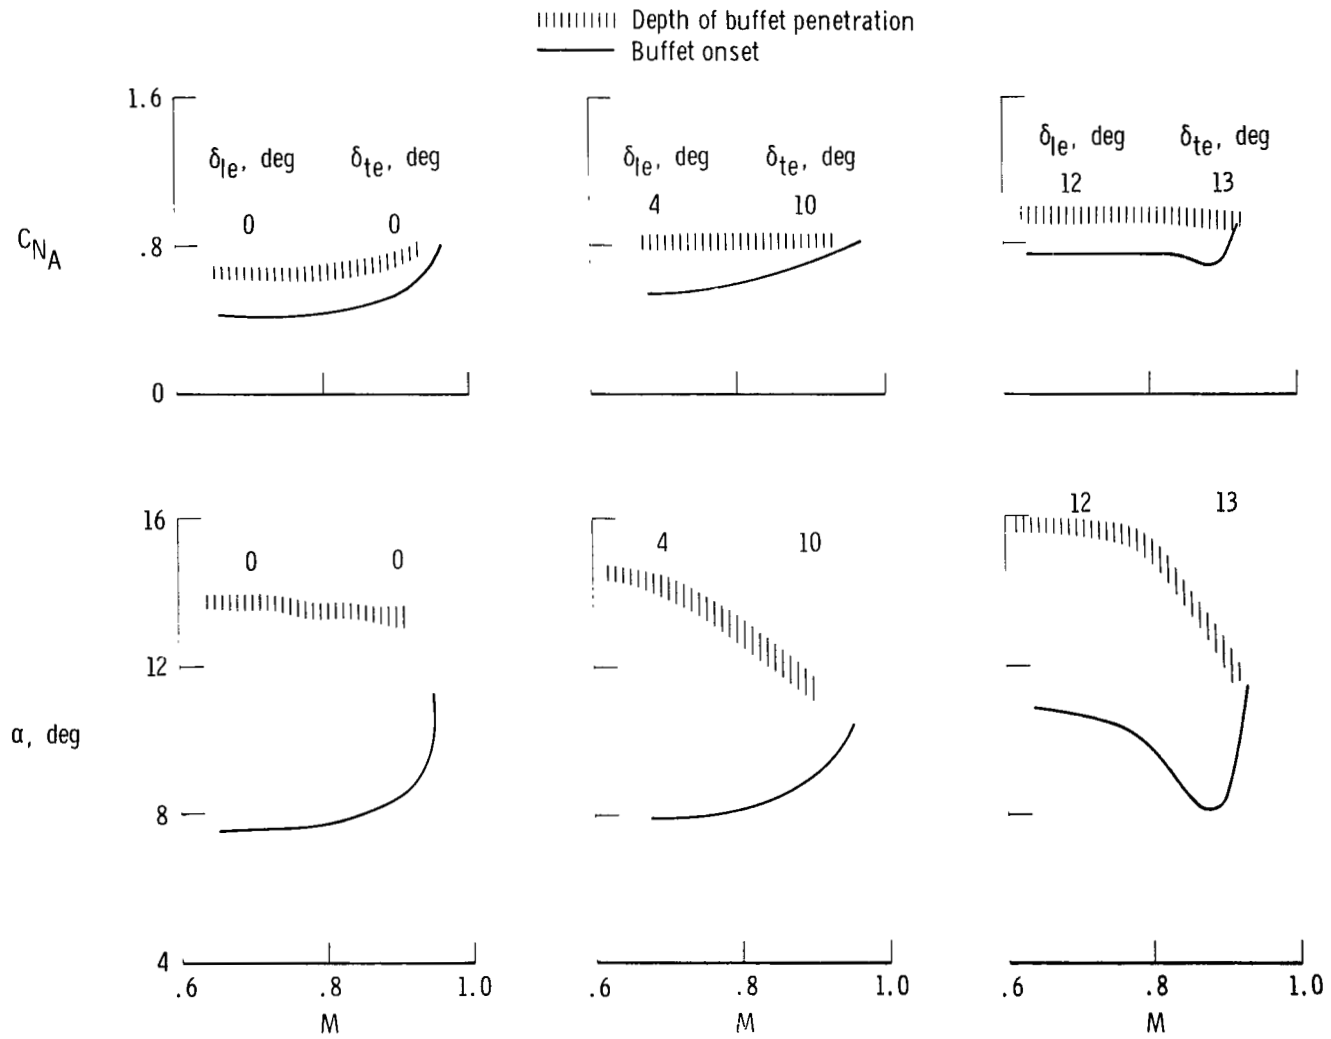 Depth of buffet penetration
Buffet onset
1.6
δle, deg δte, deg
0 0
δle, deg δte, deg
4 10
δle, deg δte, deg
12 13
CNA
.8
0
16
0 0
4 10
12 13
12
α, deg
8
4
.6 .8 1.0
.6 .8 1.0
.6 .8 1.0
M
M
M